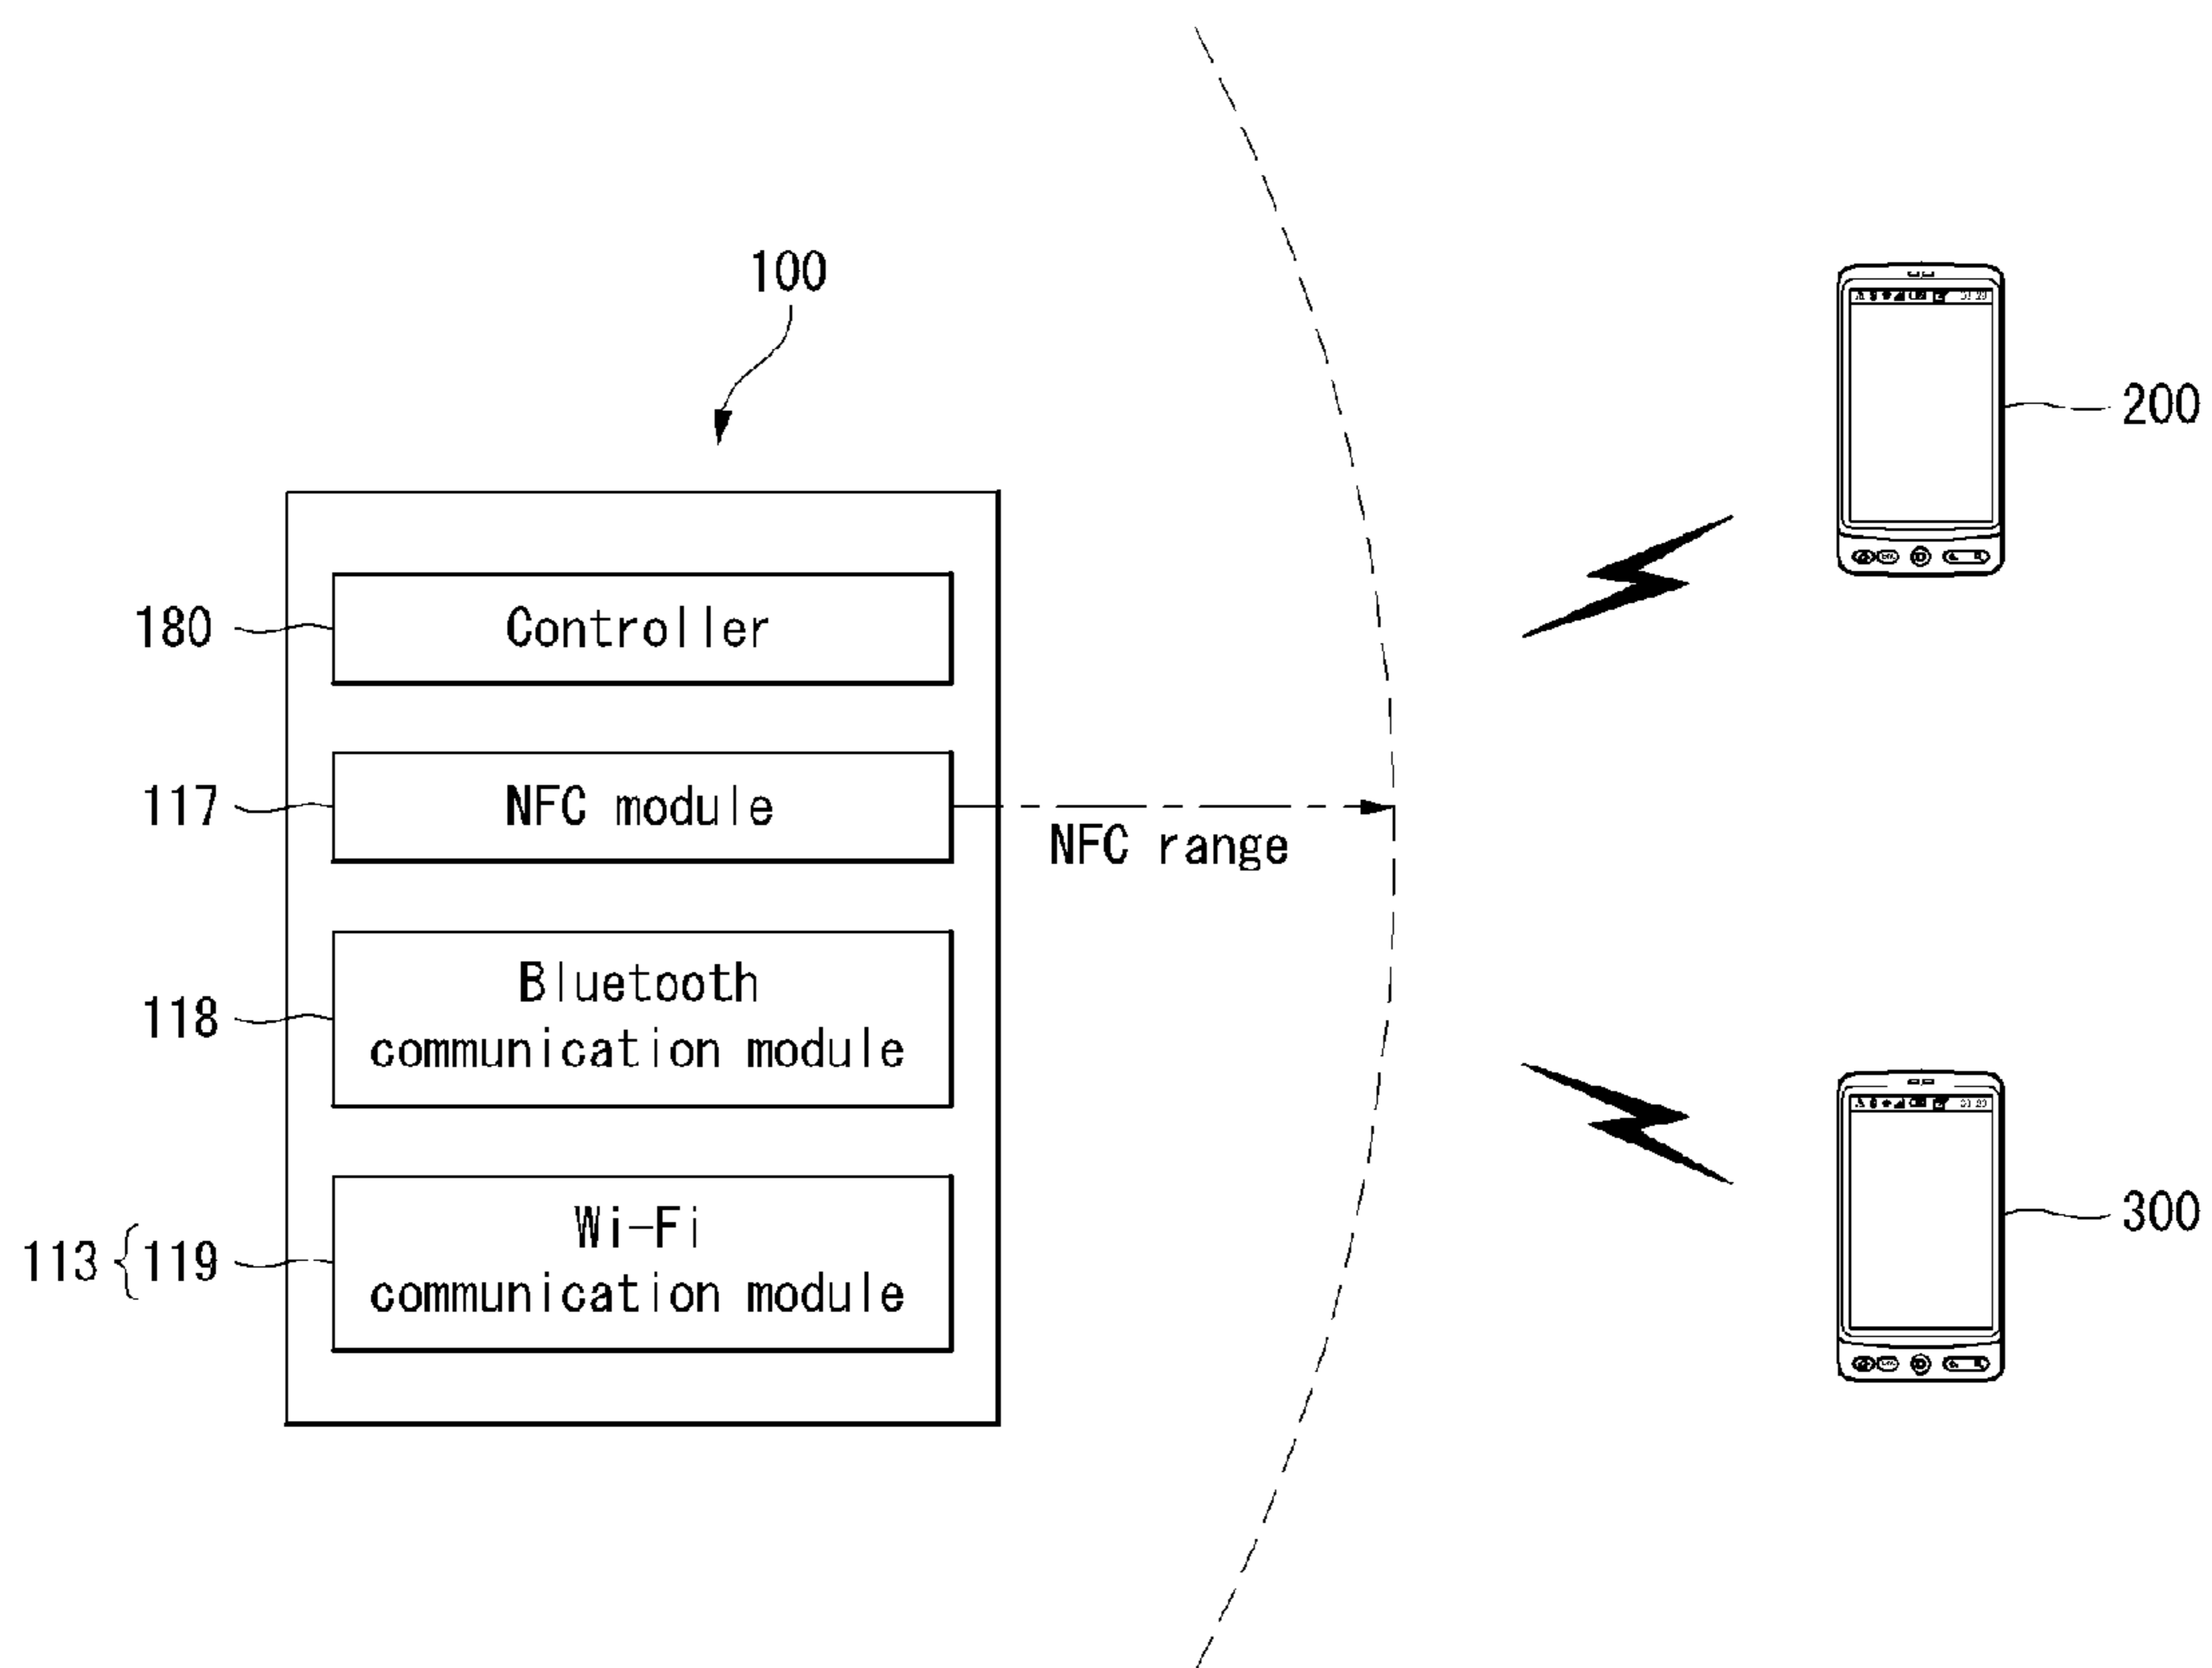 100
200
180
Controller
117
NFC module
NFC range
118
Bluetooth
communication module
113 { 119
Wi-Fi
communication module
300